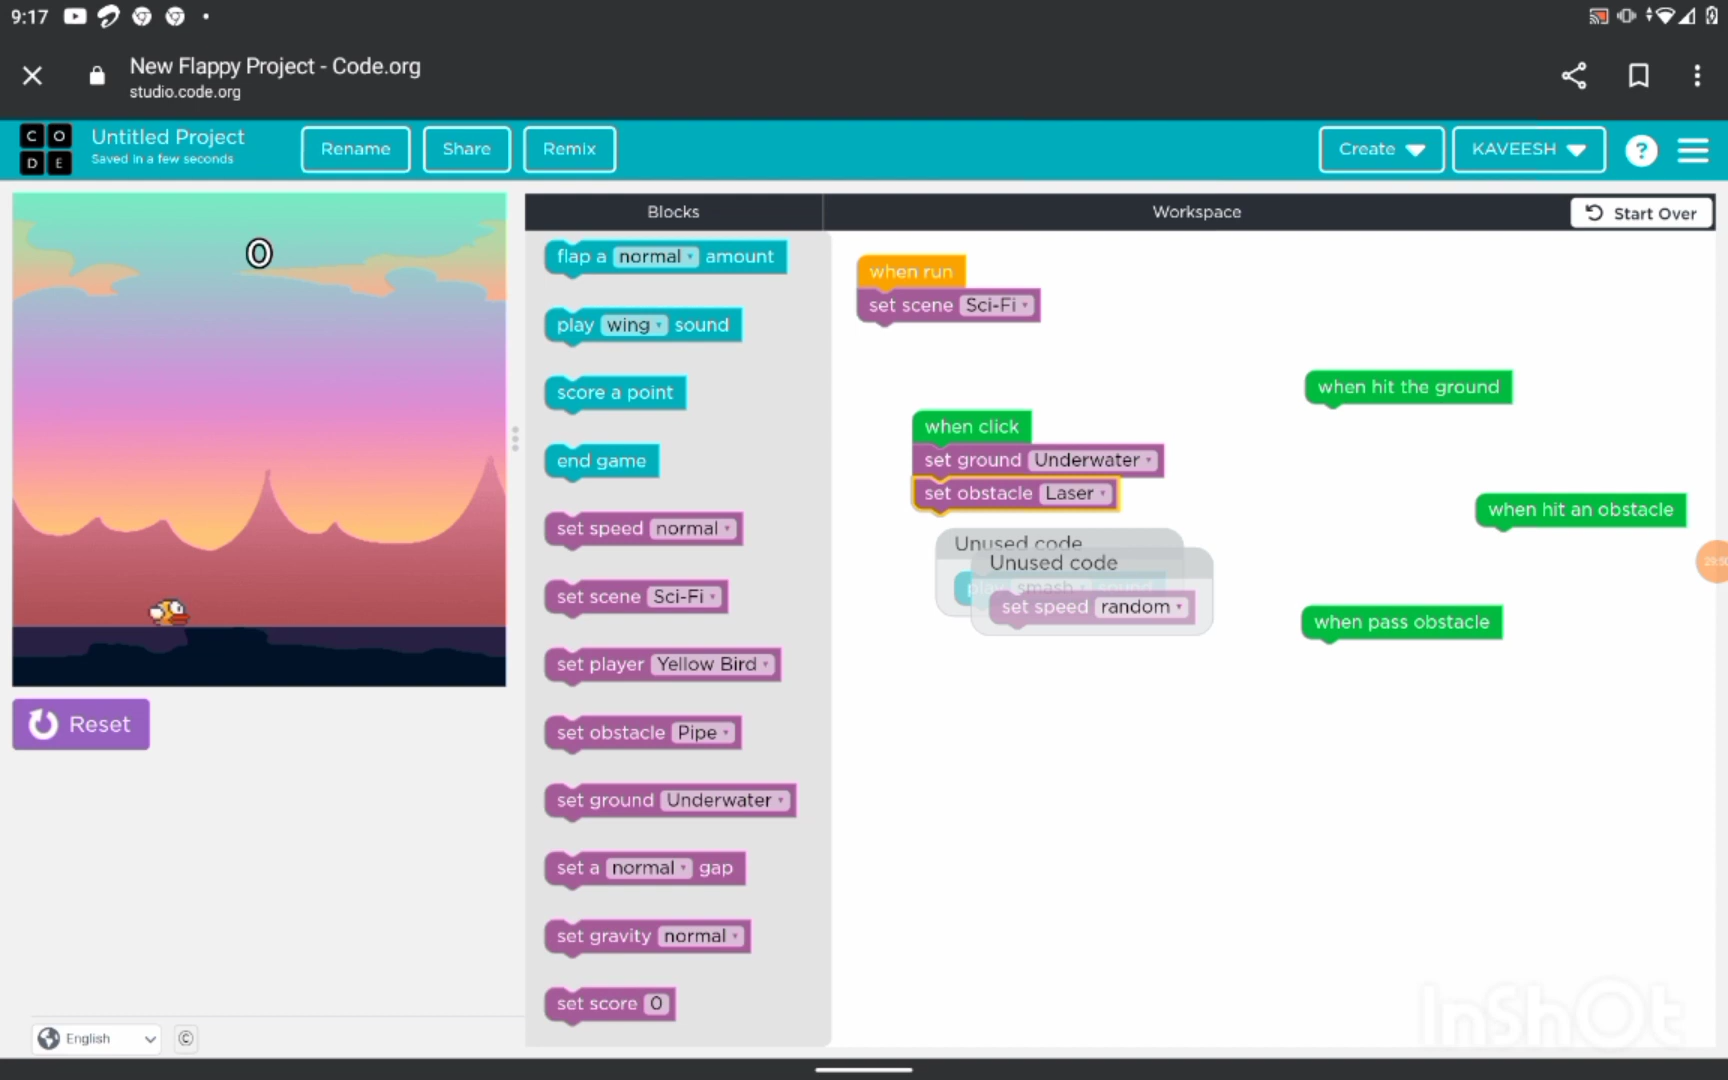 9:17
New Flappy Project - Code.org
studio.code.org
C O
D E
Untitled Project
Saved in a few seconds
Rename
Share
Remix
Create
KAVEESH
?
0
Reset
English
©
Blocks
flap a normal amount
play wing sound
score a point
end game
set speed normal
set scene Sci-Fi
set player Yellow Bird
set obstacle Pipe
set ground Underwater
set a normal gap
set gravity normal
set score 0
Workspace
Start Over
when run
set scene Sci-Fi
when click
set ground Underwater
set obstacle Laser
Unused code
play smash sound
Unused code
set speed random
when hit the ground
when hit an obstacle
when pass obstacle
InShOt